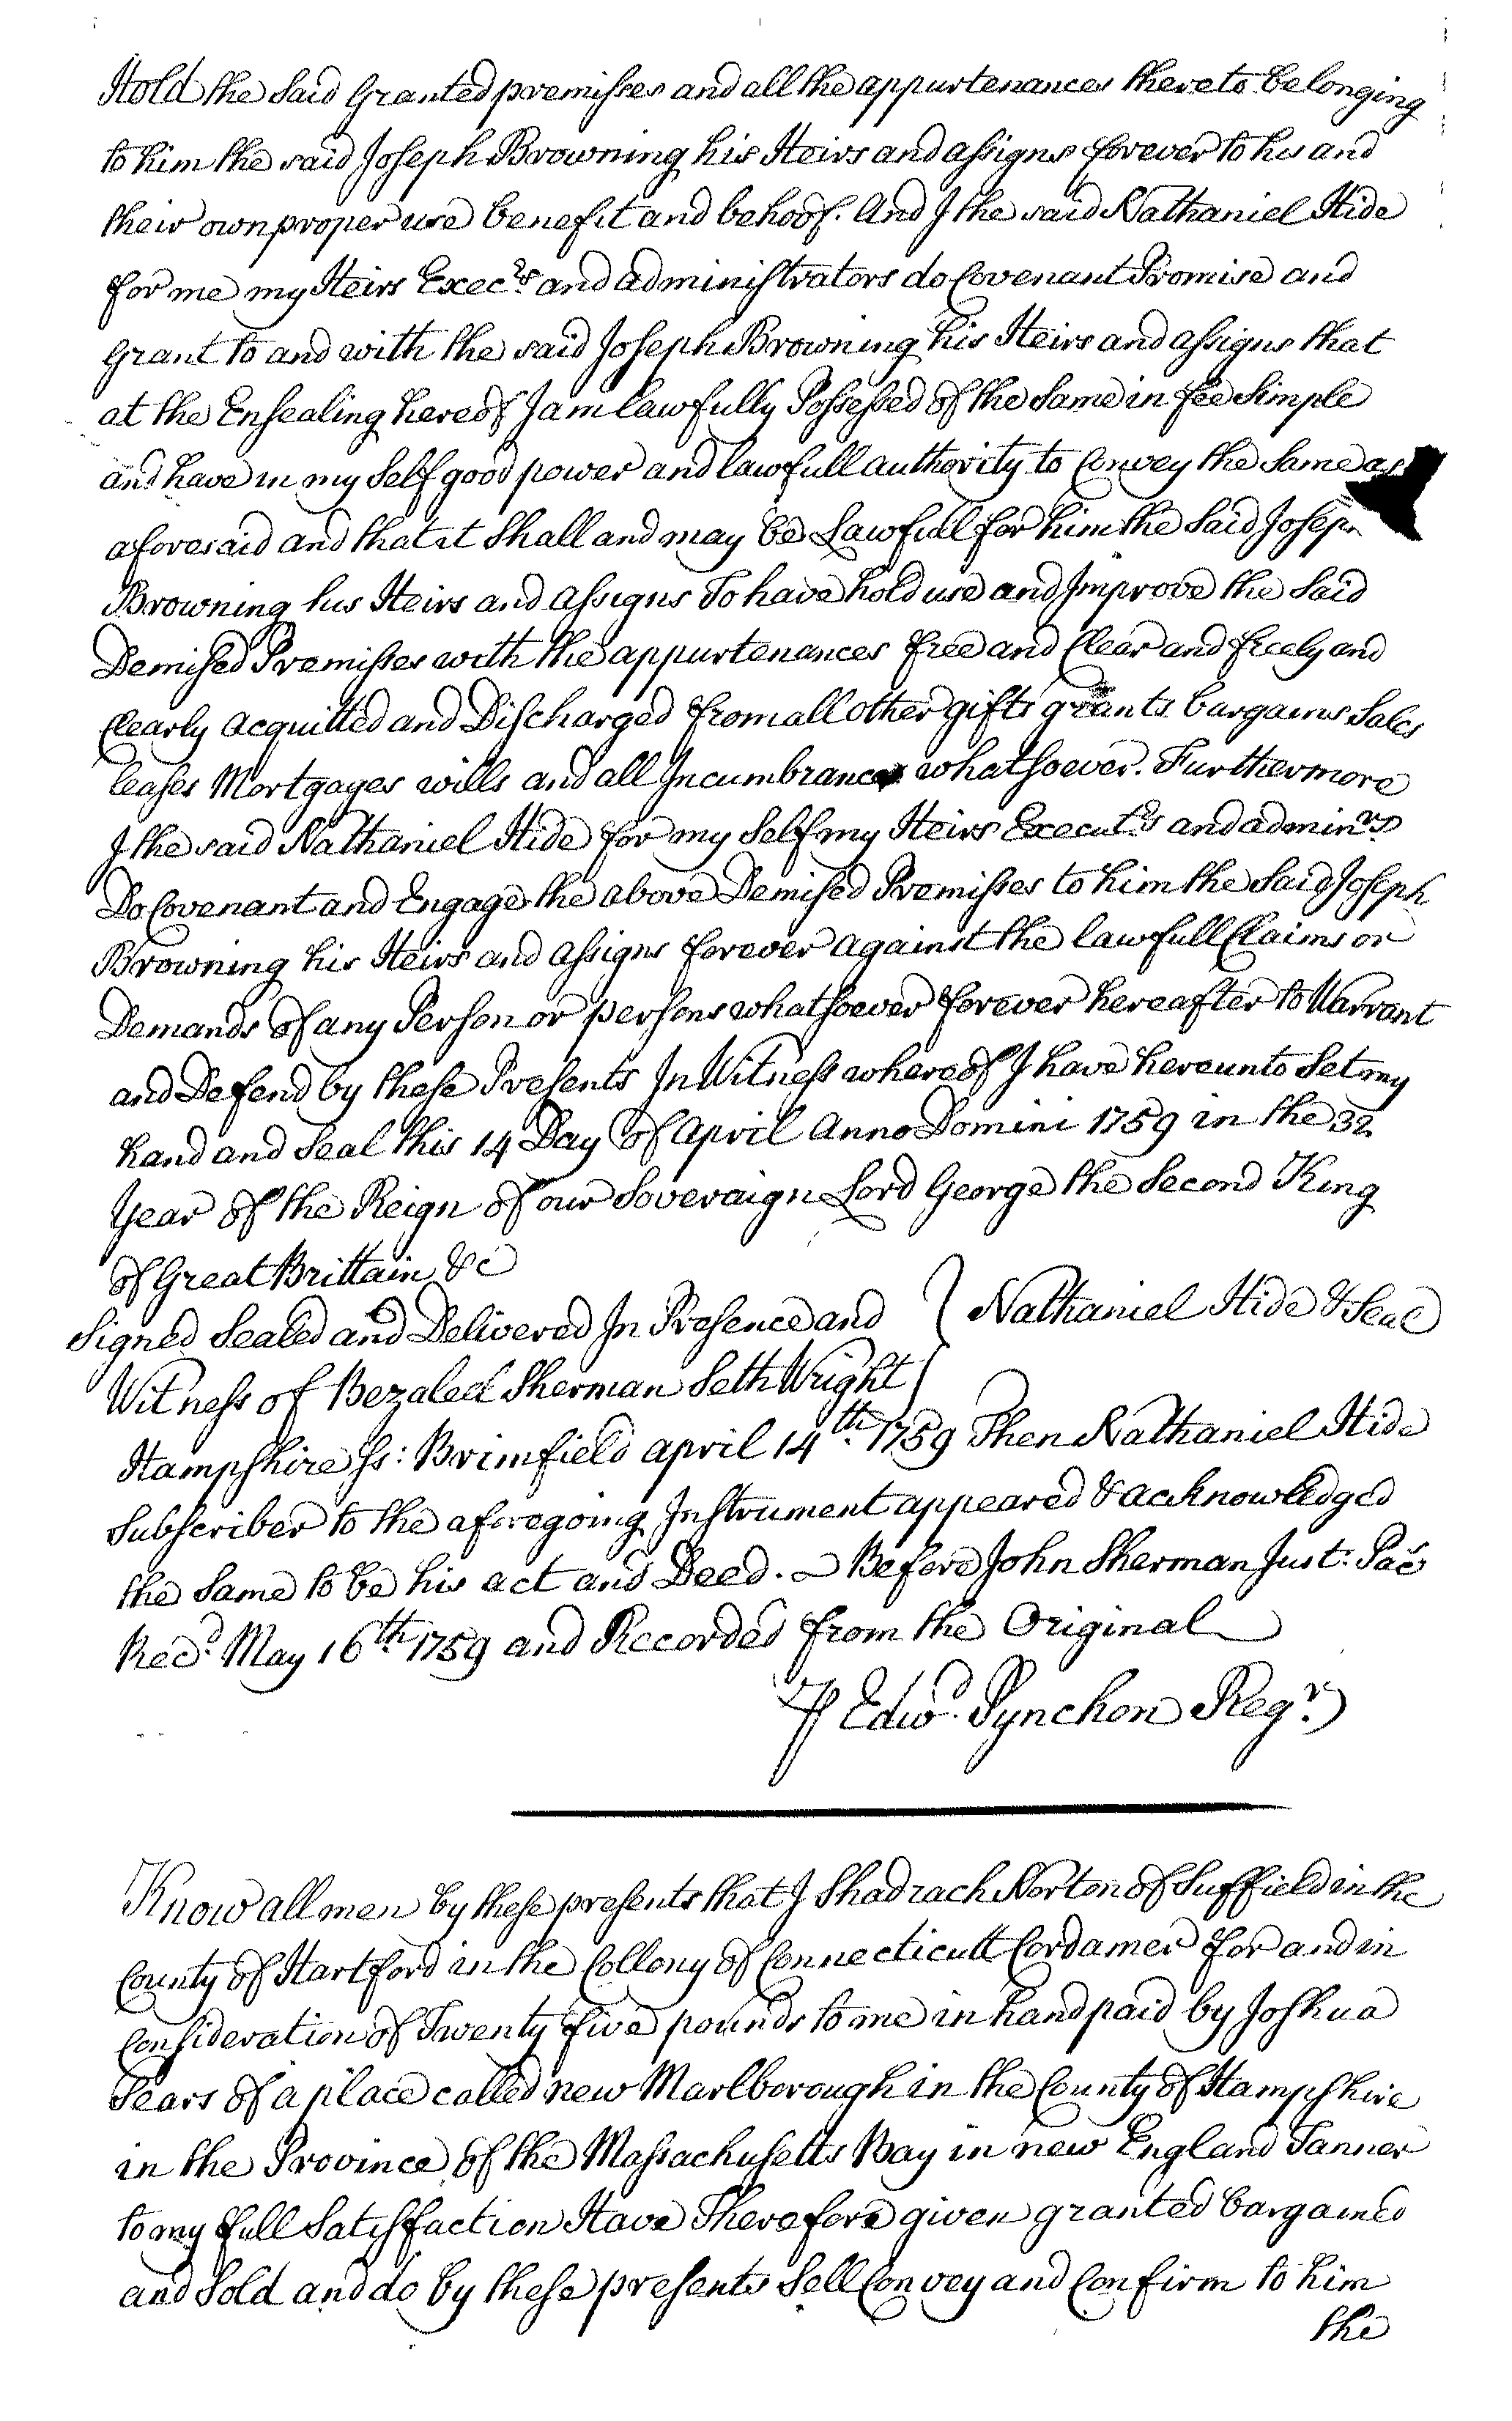 Hold the Said Granted premisses and all the appurtenances thereto belonging
to him the said Joseph Browning his Heirs and assigns forever to his and
their own proper use benefit and behoof. And I the said Nathaniel Hide
for me my Heirs Execrs and administrators do Covenant Promise and
Grant to and with the said Joseph Browning his Heirs and assigns that
at the Ensealing hereof I am lawfully Possessed of the Same in fee Simple
and have in my Self good power and lawfull authority to Convey the Same as
aforesaid and that it Shall and may be Lawfull for him the Said Joseph
Browning his Heirs and assigns To have hold use and Improve the Said
Demised Premisses with the appurtenances free and Clear and freely and
Clearly acquitted and Discharged from all other gifts grants bargains Sales
leases Mortgages wills and all Incumbrances whatsoever. Furthermore
I the said Nathaniel Hide for my Self my Heirs Executrs and adminrs
Do Covenant and Engage the above Demised Premisses to him the Said Joseph
Browning his Heirs and assigns forever against the lawfull Claims or
Demands of any Person or persons whatsoever forever hereafter to Warrant
and Defend by these Presents In Witness whereof I have hereunto Set my
hand and Seal this 14 Day of April Anno Domini 1759 in the 32
Year of the Reign of our Soveraign Lord George the Second King
of Great Brittain &c
Signed Sealed and Delivered In Presence and } Nathaniel Hide & Seal
Witness of Bezaleel Sherman Seth Wright
Hampshire ss: Brimfield april 14th. 1759 Then Nathaniel Hide
Subscriber to the aforegoing Instrument appeared & acknowledged
the Same to be his act and Deed. Before John Sherman Just: Pac
Recd. May 16th 1759 and Recorded from the Original
⅌ Edwd. Pynchon Regr.
Know all men by these presents that I Shadrach Norton of Suffield in the
County of Hartford in the Collony of Connecticutt Cordamer for and in
Consideration of Twenty five pounds to me in hand paid by Joshua
Sears of a place called new Marlborough in the County of Hampshire
in the Province of the Massachusetts Bay in new England Tanner
to my full Satisffaction Have Therefore given granted bargained
and Sold and do by these presents Sell Convey and Confirm to him
the